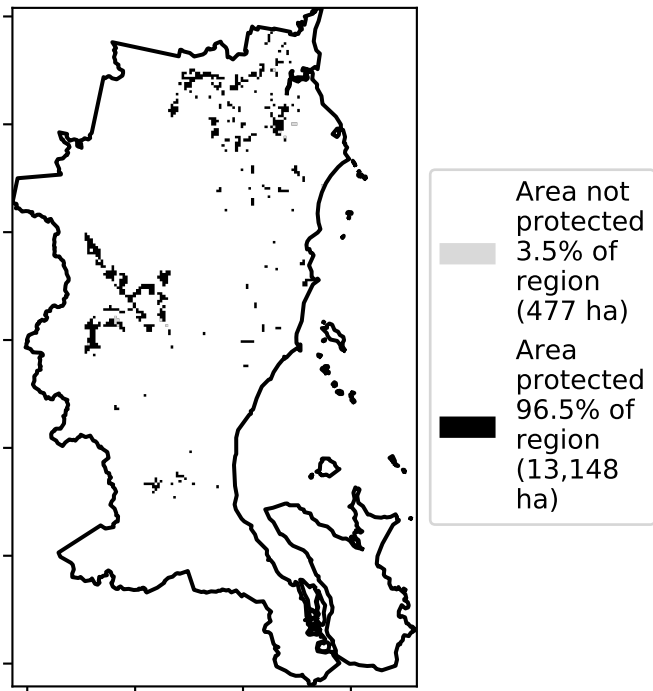 Area not
protected
3.5% of
region
(477 ha)
Area
protected
96.5% of
region
(13,148
ha)